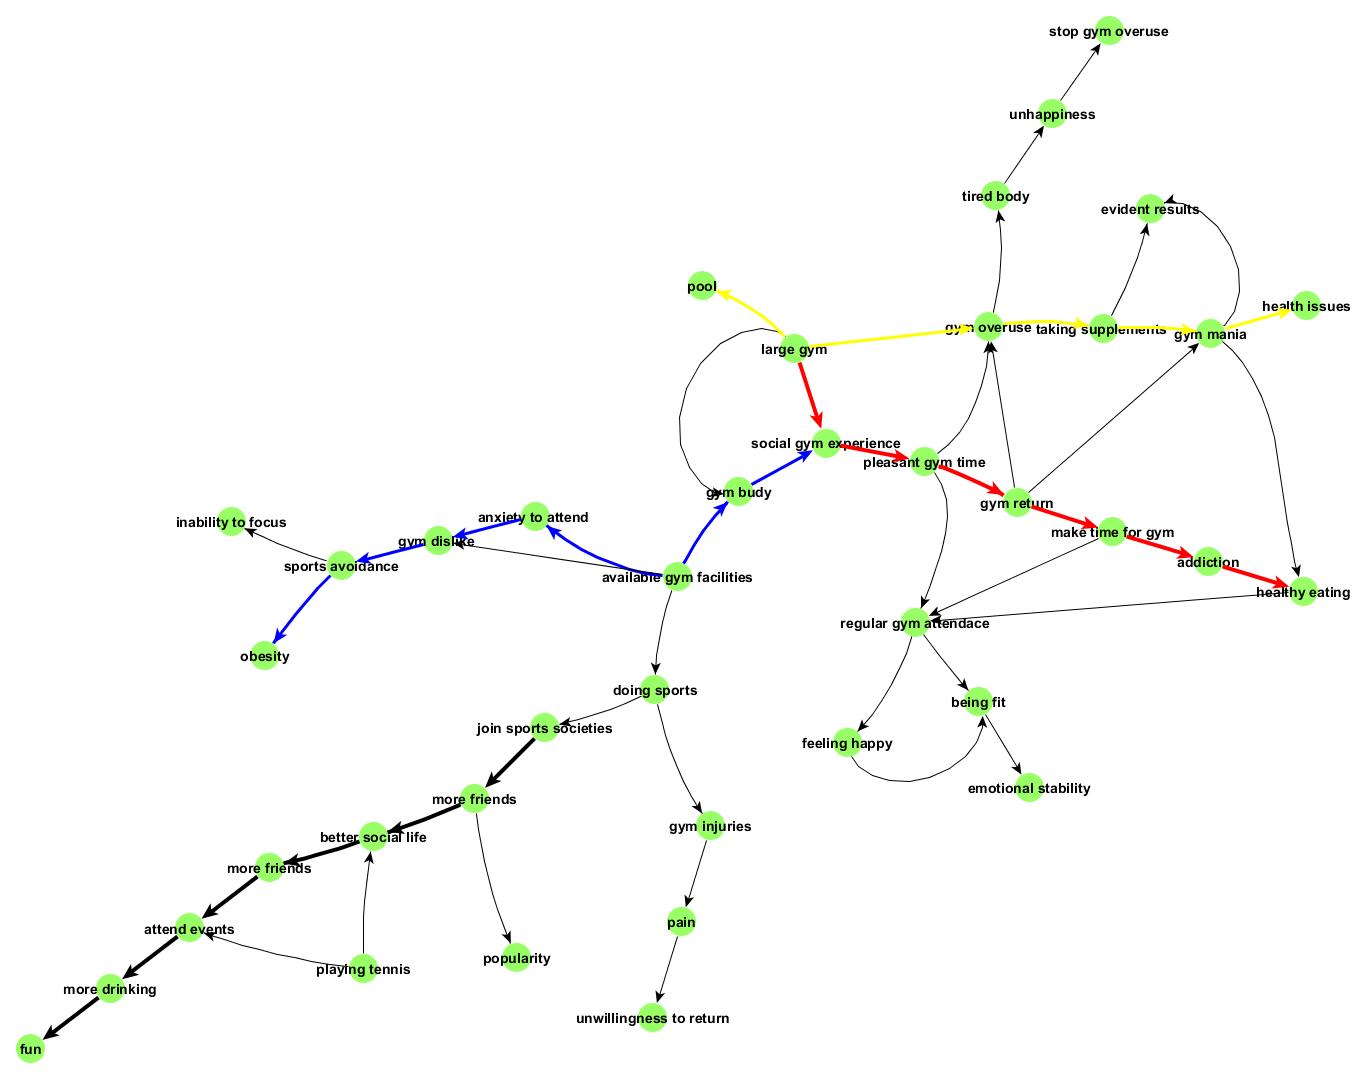 stop gym overuse
unhappiness
tired body
evident results
pool
health issues
large gym
gym overuse
taking supplements
gym mania
social gym experience
pleasant gym time
gym budy
gym return
inability to focus
anxiety to attend
gym dislike
make time for gym
sports avoidance
available gym facilities
addiction
healthy eating
regular gym attendace
obesity
doing sports
being fit
join sports societies
feeling happy
emotional stability
more friends
gym injuries
better social life
more friends
pain
attend events
popularity
playing tennis
more drinking
unwillingness to return
fun